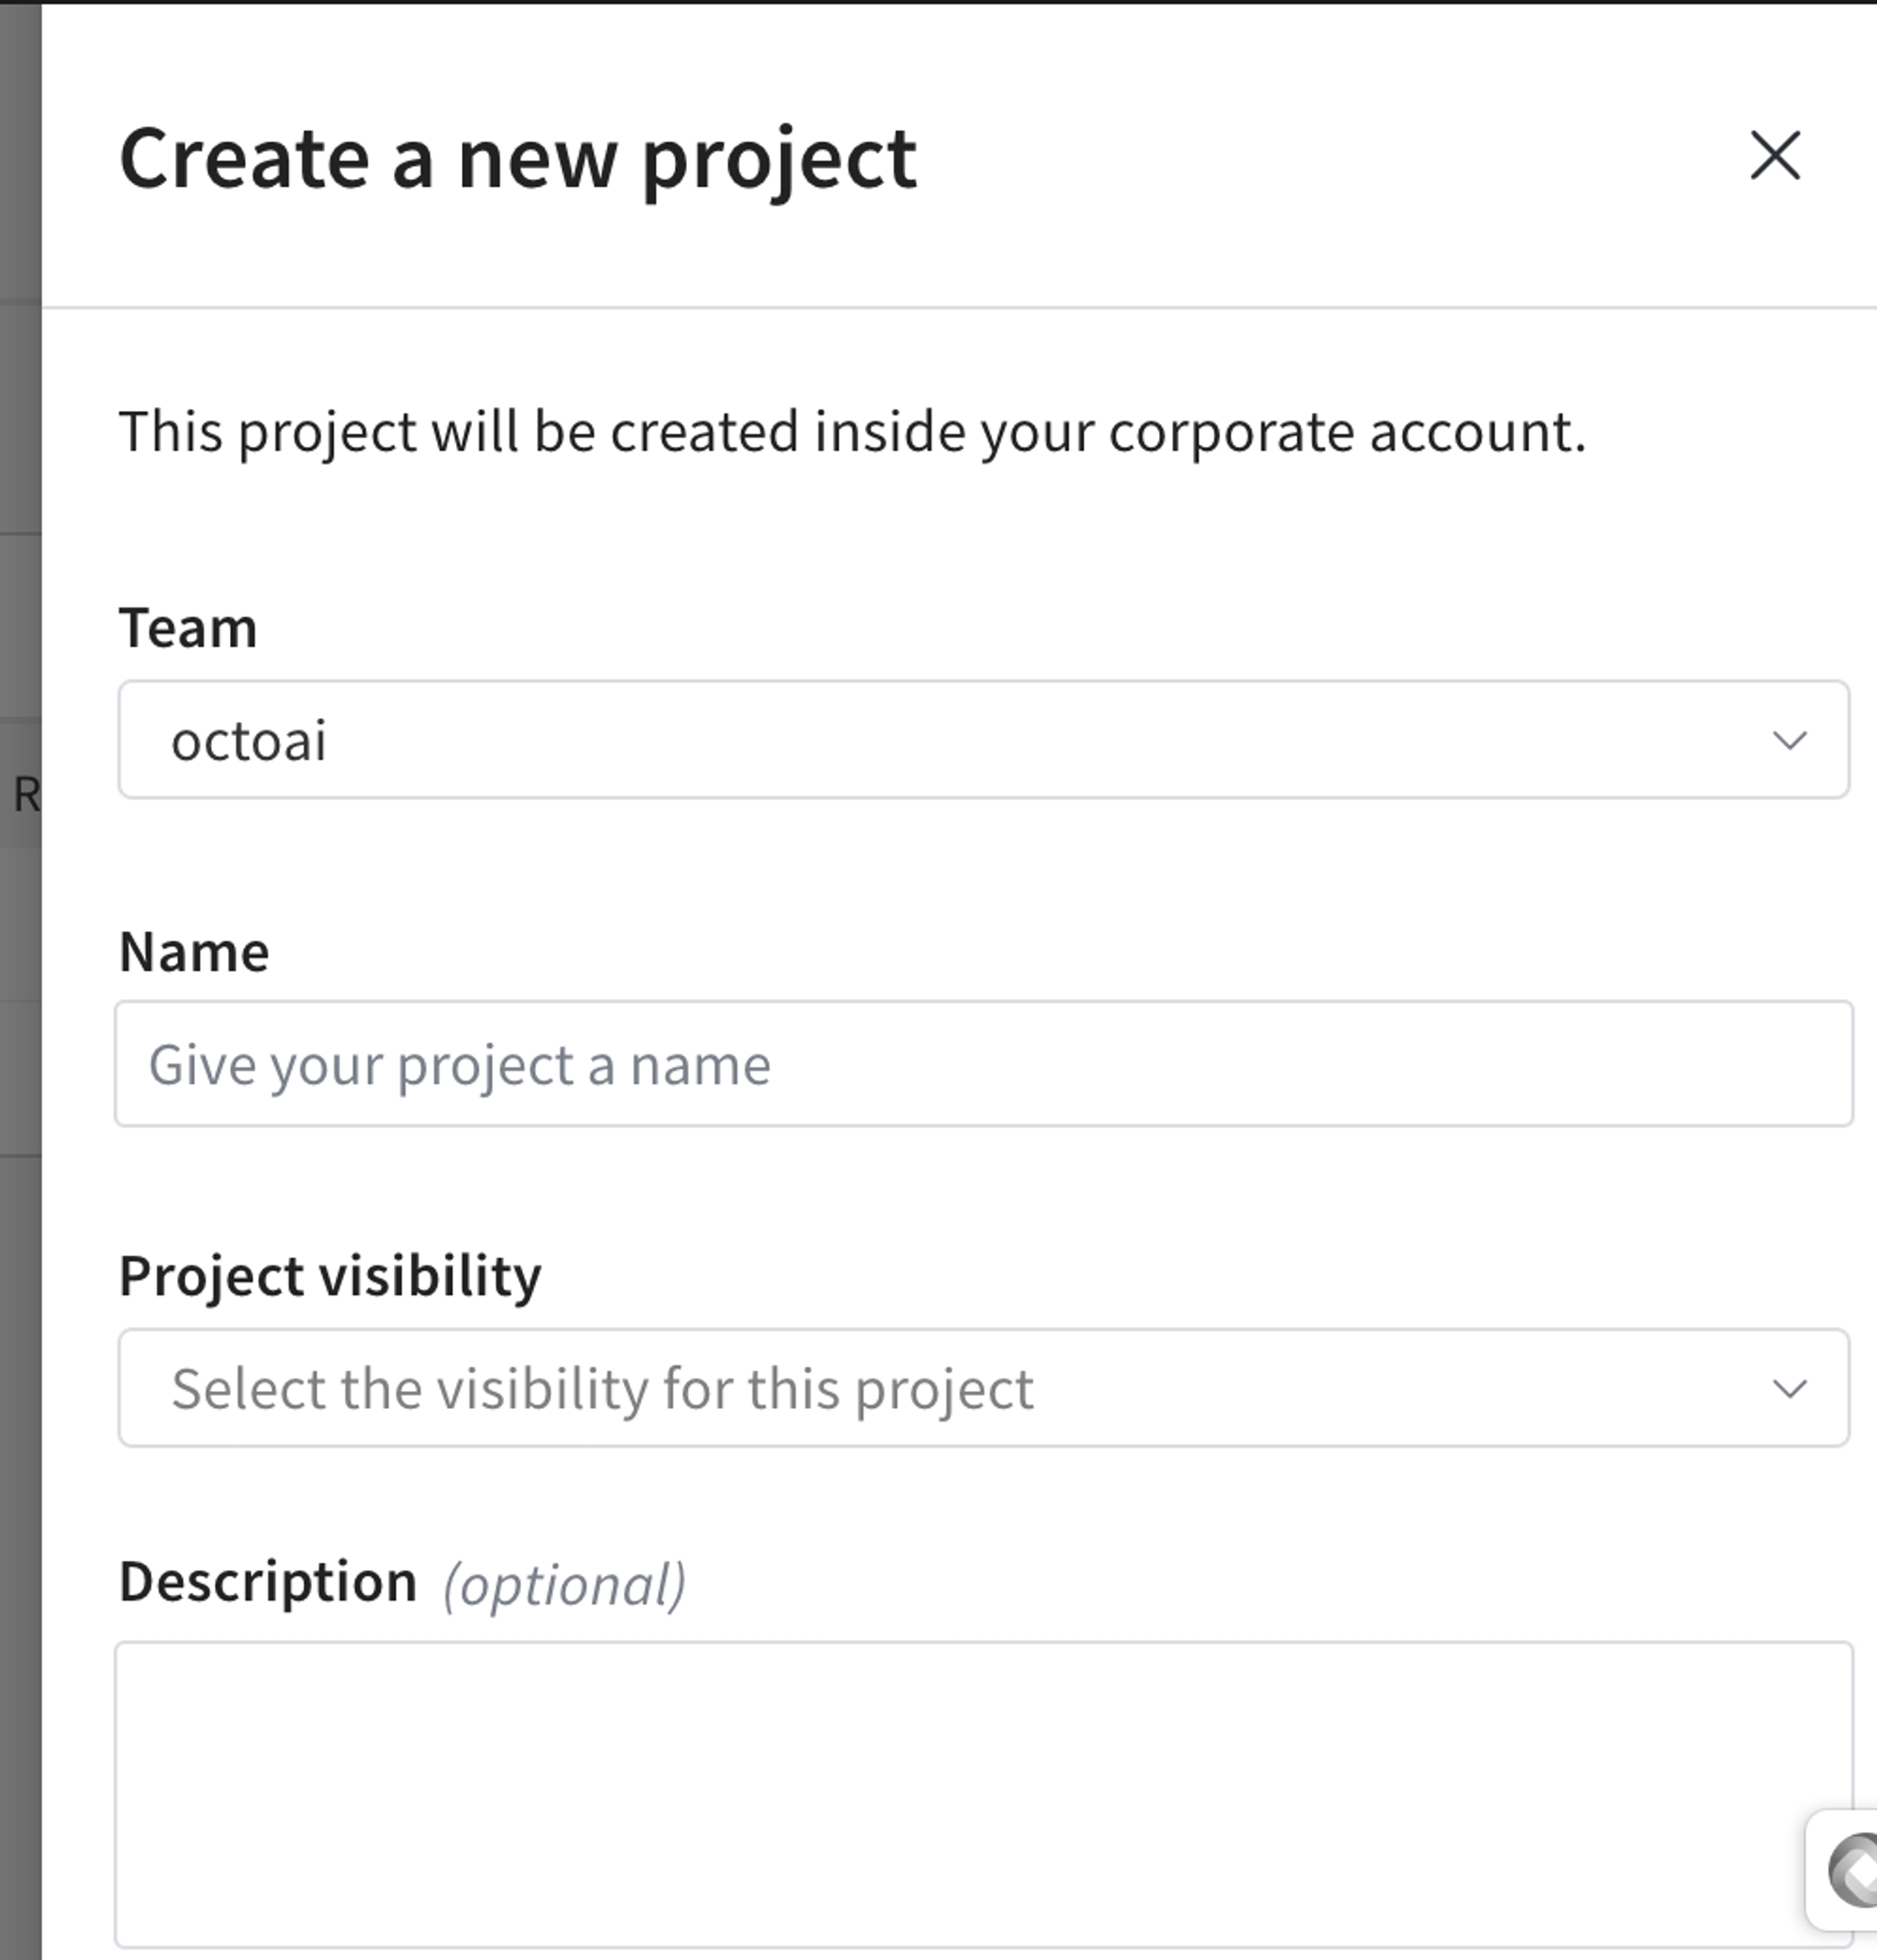 Create a new project
This project will be created inside your corporate account.
Team
octoai
R
Name
Give your project a name
Project visibility
Select the visibility for this project
Description (optional)